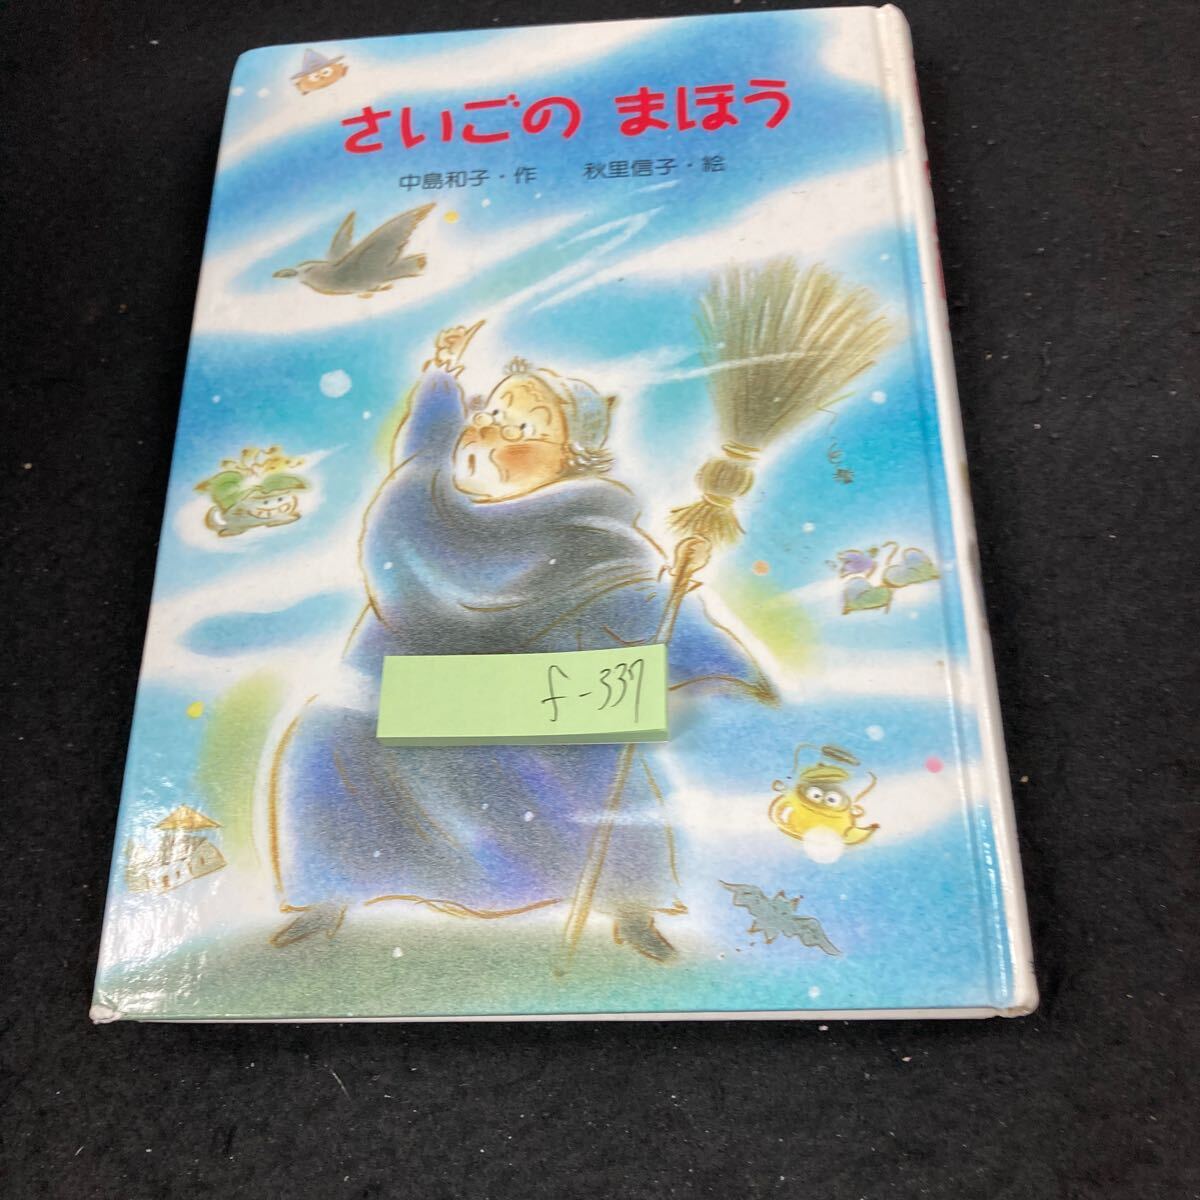 さいごの まほう
中島和子・作 秋里信子・絵
f-337